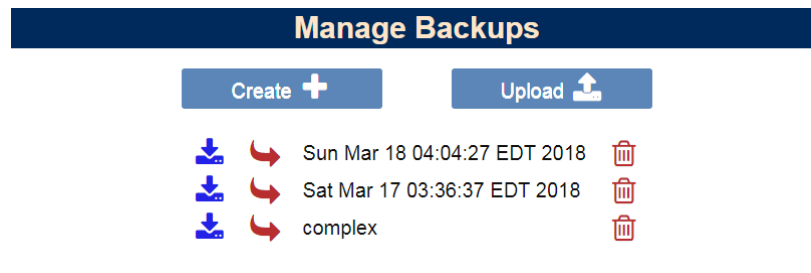 Manage Backups
Create Upload
Sun Mar 18 04:04:27 EDT 2018
Sat Mar 17 03:36:37 EDT 2018
complex